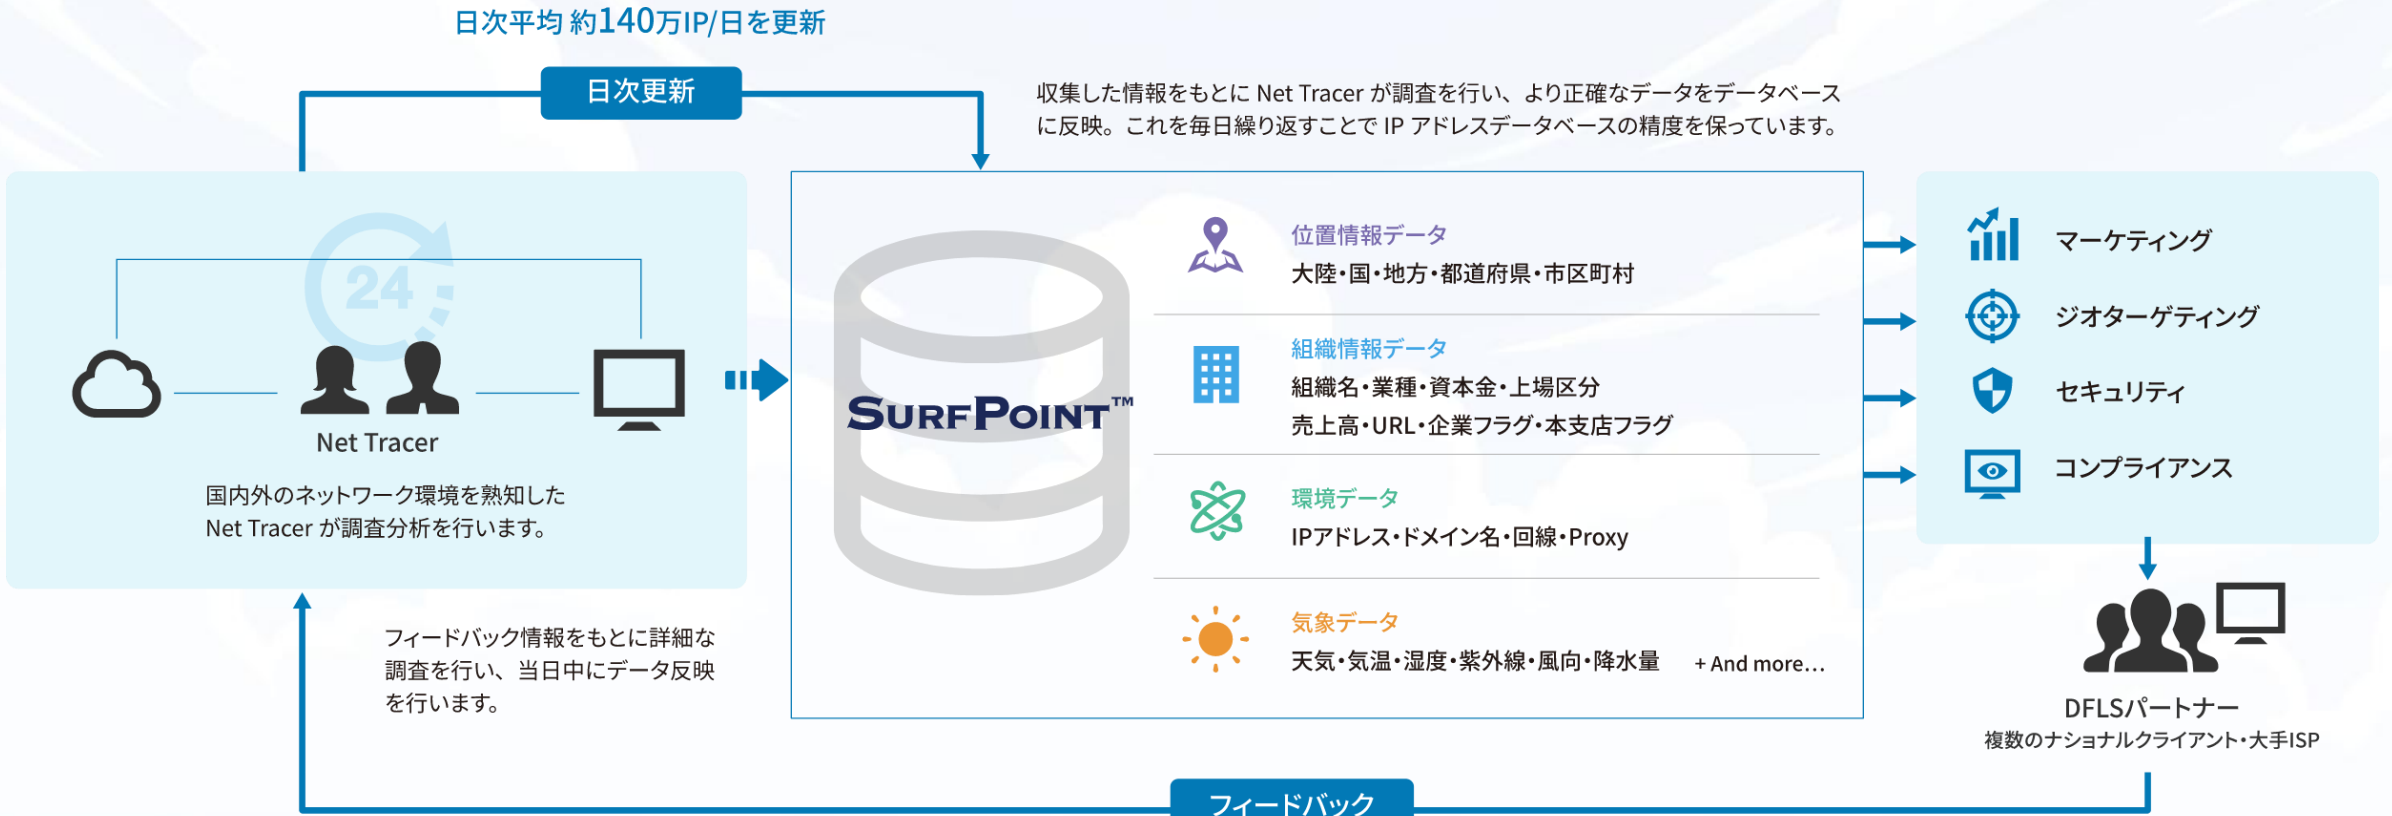 日次平均 約140万IP/日を更新
日次更新
収集した情報をもとに Net Tracer が調査を行い、より正確なデータをデータベース
に反映。これを毎日繰り返すことで IP アドレスデータベースの精度を保っています。
24
Net Tracer
国内外のネットワーク環境を熟知した
Net Tracer が調査分析を行います。
SURFPOINT™
位置情報データ
大陸・国・地方・都道府県・市区町村
組織情報データ
組織名・業種・資本金・上場区分
売上高・URL・企業フラグ・本支店フラグ
環境データ
IPアドレス・ドメイン名・回線・Proxy
気象データ
天気・気温・湿度・紫外線・風向・降水量
+ And more...
マーケティング
ジオターゲティング
セキュリティ
コンプライアンス
DFLSパートナー
複数のナショナルクライアント・大手ISP
フィードバック情報をもとに詳細な
調査を行い、当日中にデータ反映
を行います。
フィードバック